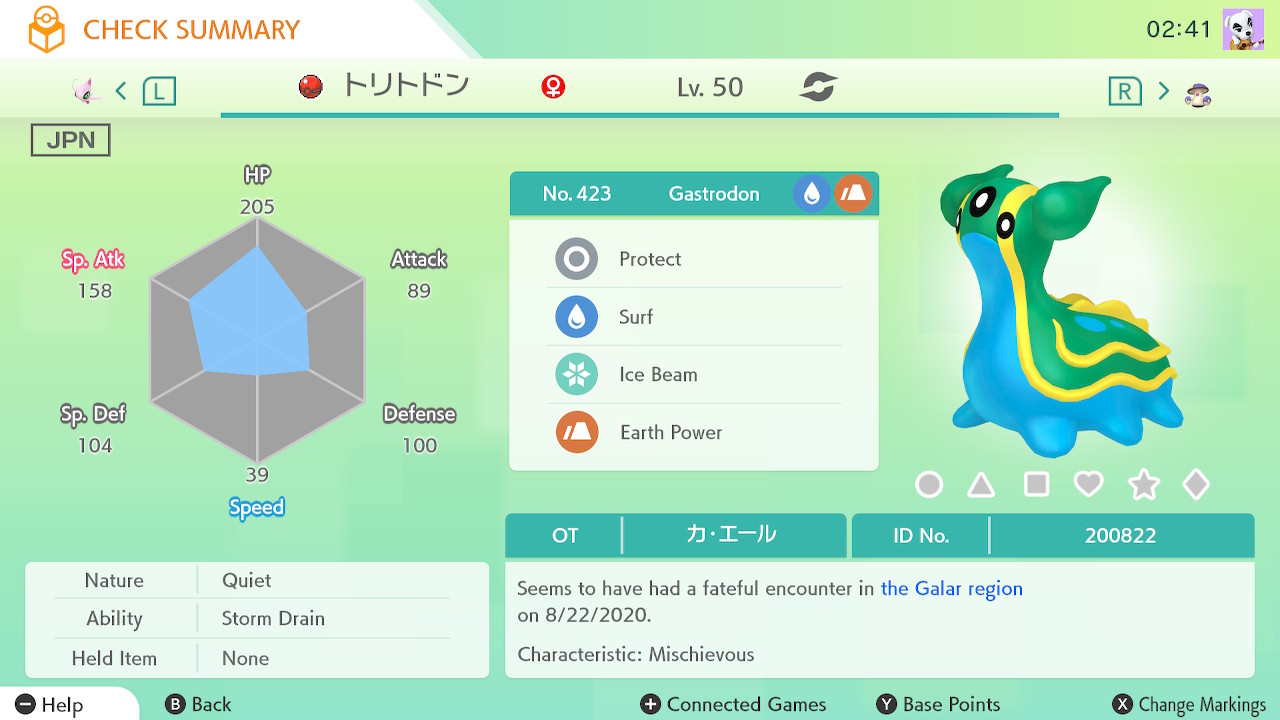 CHECK SUMMARY
02:41
L
トリトドン
Lv. 50
R
JPN
HP
205
Sp. Atk
158
Attack
89
Sp. Def
104
Defense
100
39
Speed
No. 423 Gastrodon
Protect
Surf
Ice Beam
Earth Power
OT カ・エール
ID No. 200822
Nature Quiet
Ability Storm Drain
Held Item None
Seems to have had a fateful encounter in the Galar region
on 8/22/2020.
Characteristic: Mischievous
Help
B Back
Connected Games
Y Base Points
X Change Markings